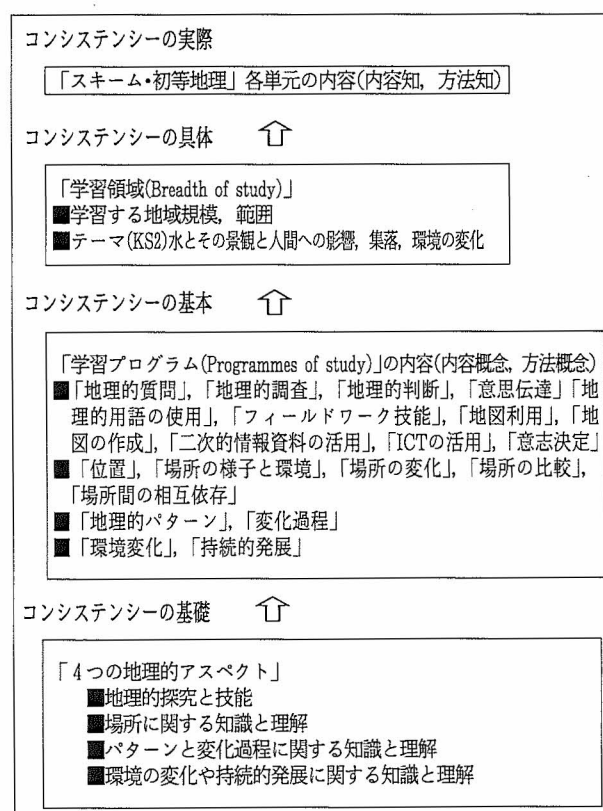 コンシステンシーの実際
「スキーム・初等地理」各単元の内容(内容知, 方法知)
コンシステンシーの具体
「学習領域(Breadth of study)」
■学習する地域規模, 範囲
■テーマ(KS2)水とその景観と人間への影響, 集落, 環境の変化
コンシステンシーの基本
「学習プログラム(Programmes of study)」の内容(内容概念, 方法概念)
■「地理的質問」, 「地理的調査」, 「地理的判断」, 「意思伝達」「地
理的用語の使用」, 「フィールドワーク技能」, 「地図利用」, 「地
図の作成」, 「二次的情報資料の活用」, 「ICTの活用」, 「意志決定」
■「位置」, 「場所の様子と環境」, 「場所の変化」, 「場所の比較」,
「場所間の相互依存」
■「地理的パターン」, 「変化過程」
■「環境変化」, 「持続的発展」
コンシステンシーの基礎
「4つの地理的アスペクト」
■地理的探究と技能
■場所に関する知識と理解
■パターンと変化過程に関する知識と理解
■環境の変化や持続的発展に関する知識と理解